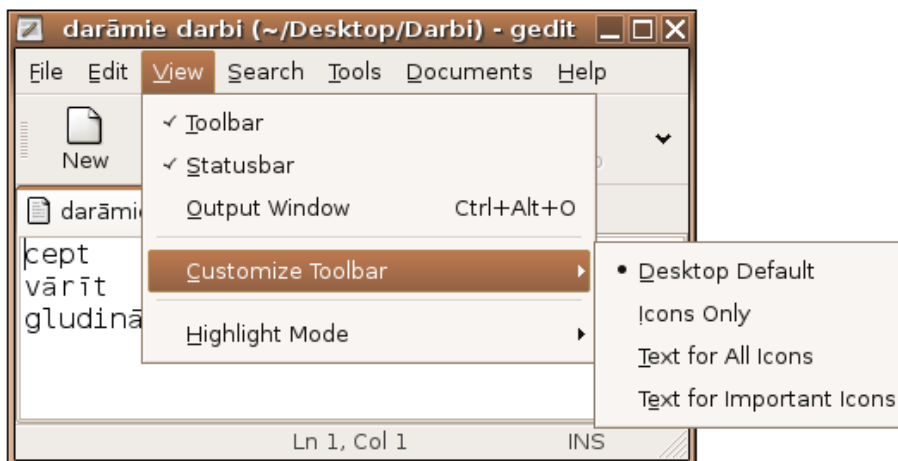 darāmie darbi (~/Desktop/Darbi) - gedit
File Edit View Search Tools Documents Help
New
Toolbar
Statusbar
Output Window Ctrl+Alt+O
Customize Toolbar
Highlight Mode
Desktop Default
Icons Only
Text for All Icons
Text for Important Icons
cept
vārīt
Ln 1, Col 1 INS